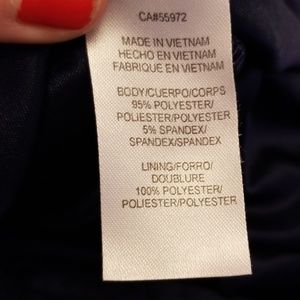 CA#55972
MADE IN VIETNAM
HECHO EN VIETNAM
FABRIQUE EN VIETNAM
BODY/CUERPO/CORPS
95% POLYESTER/
POLIESTER/POLYESTER
5% SPANDEX/
SPANDEX/SPANDEX
LINING/FORRO/
DOUBLURE
100% POLYESTER/
POLIESTER/POLYESTER